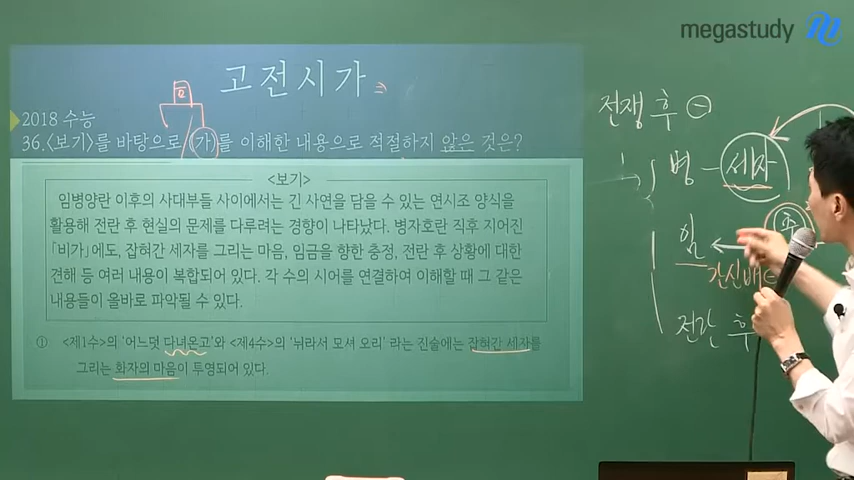 megastudy
고전시가
2018 수능
36.<보기>를 바탕으로 (가)를 이해한 내용으로 적절하지 않은 것은?
<보기>
임병양란 이후의 사대부들 사이에서는 긴 사연을 담을 수 있는 연시조 양식을
활용해 전란 후 현실의 문제를 다루려는 경향이 나타났다. 병자호란 직후 지어진
「비가」에도, 잡혀간 세자를 그리는 마음, 임금을 향한 충정, 전란 후 상황에 대한
견해 등 여러 내용이 복합되어 있다. 각 수의 시어를 연결하여 이해할 때 그 같은
내용들이 올바로 파악될 수 있다.
① <제1수>의 '어느덧 다녀온고'와 <제4수>의 '뉘라서 모셔 오리' 라는 진술에는 잡혀간 세자를
그리는 화자의 마음이 투영되어 있다.
전쟁 후 ⊖
병 – 세자
임 ← 충
간신배
전란 후